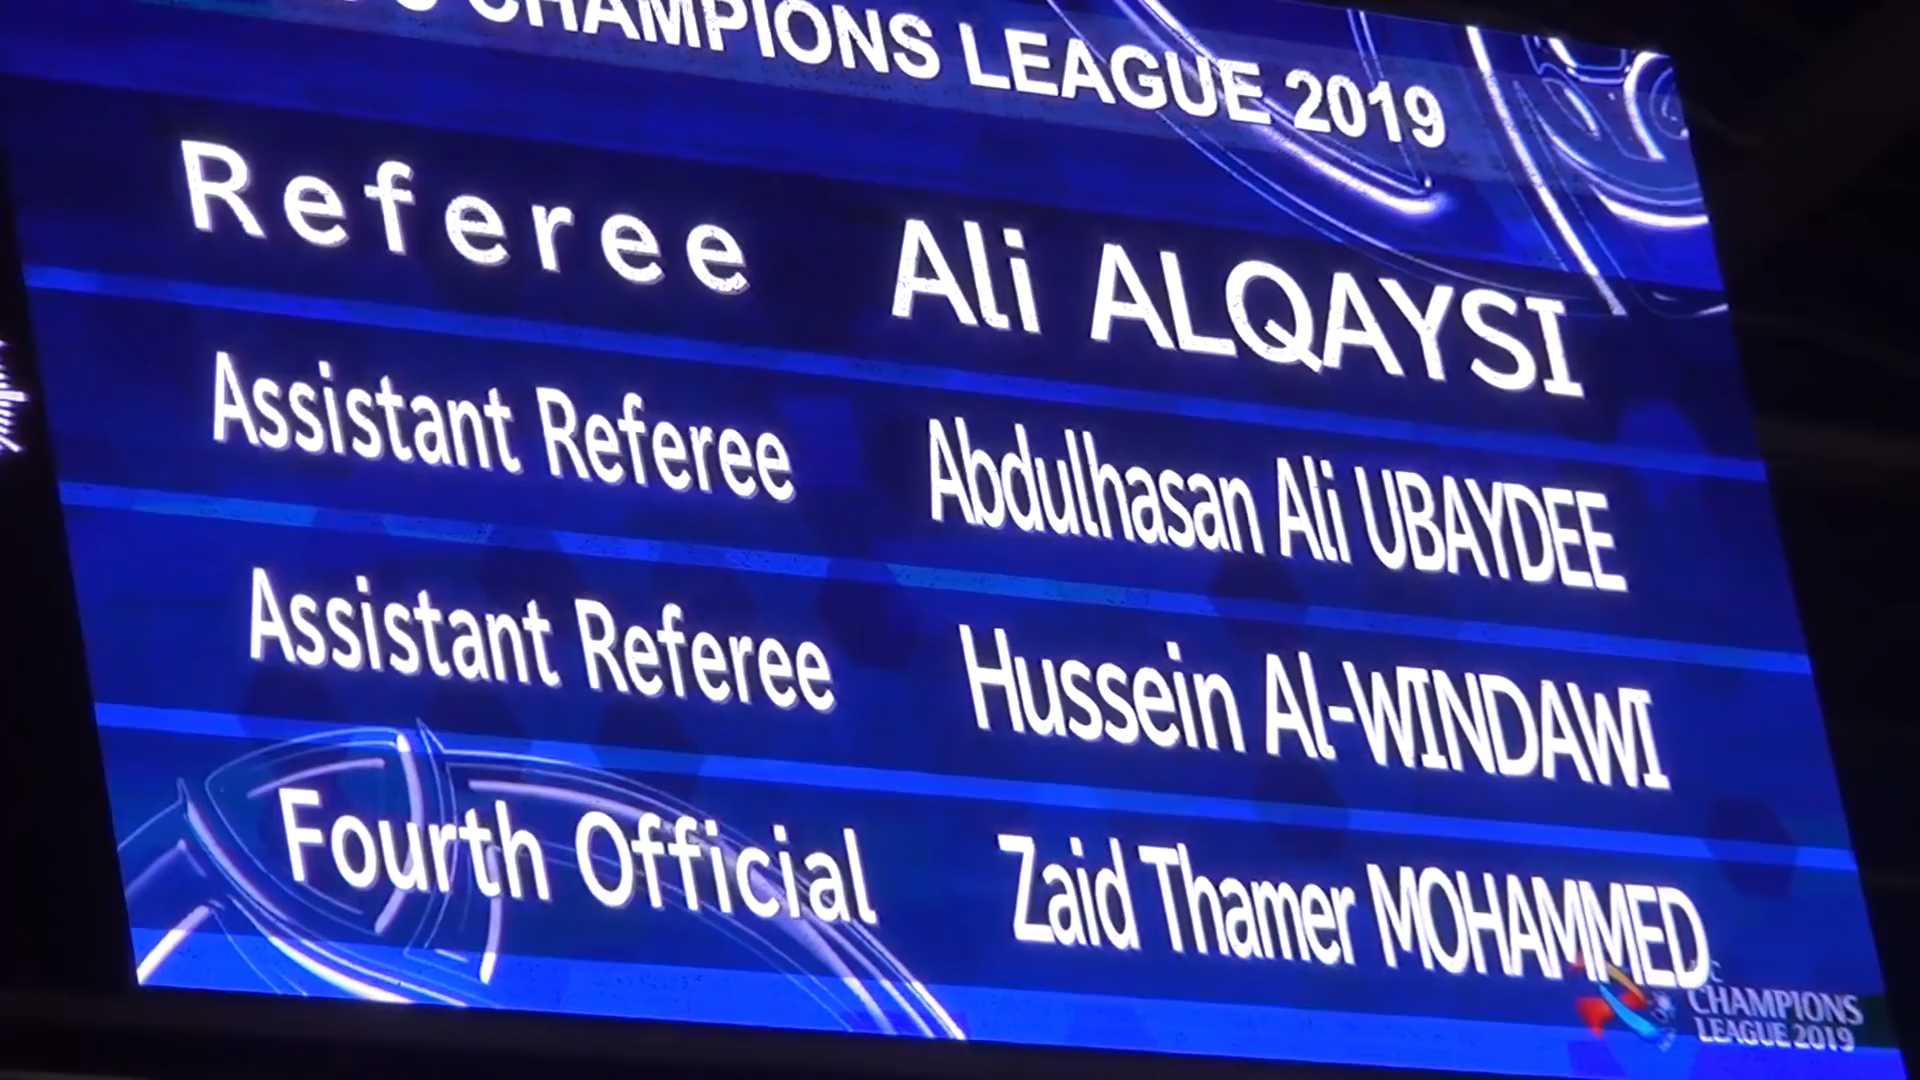 CHAMPIONS LEAGUE 2019
Referee Ali ALQAYSI
Assistant Referee Abdulhasan Ali UBAYDEE
Assistant Referee Hussein Al-WINDAWI
Fourth Official Zaid Thamer MOHAMMED
CHAMPIONS
LEAGUE 2019